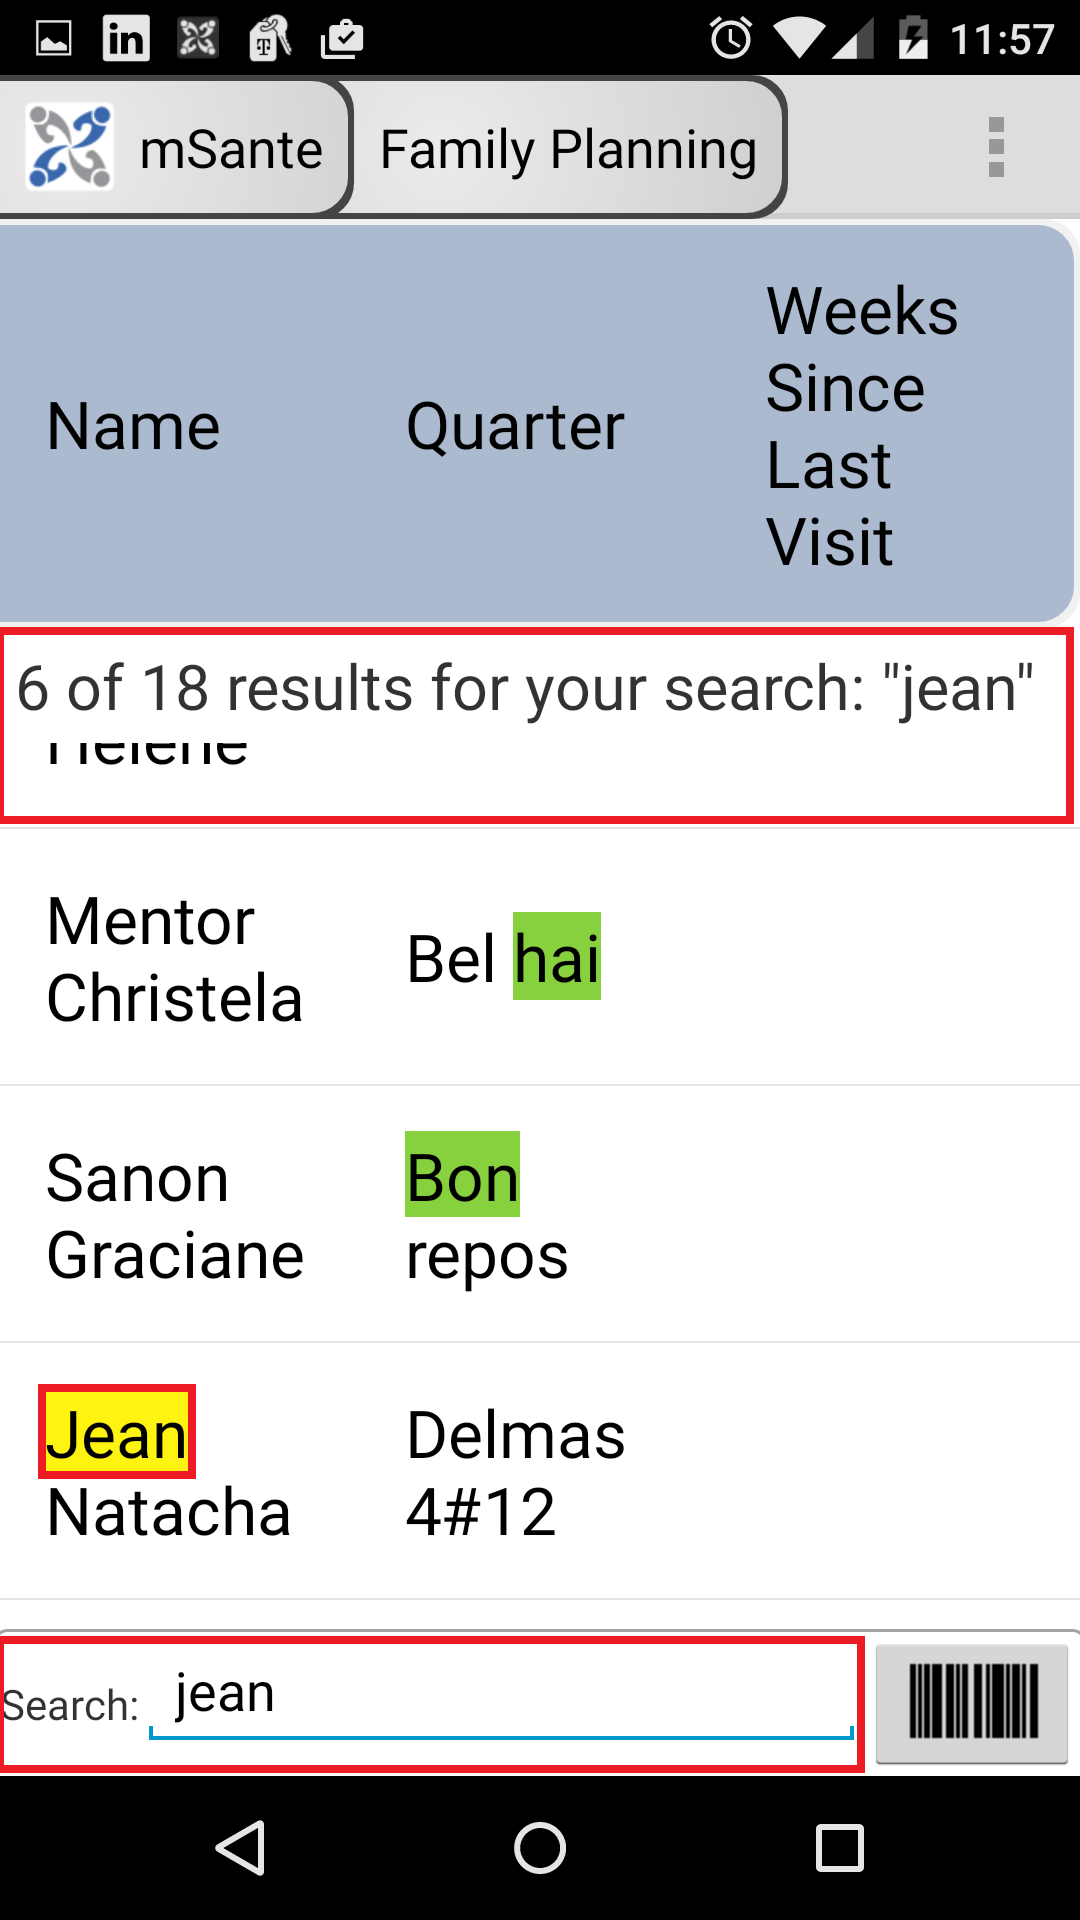 11:57
mSante
Family Planning
Name
Quarter
Weeks
Since
Last
Visit
6 of 18 results for your search: "jean"
Helene
Mentor
Christela
Bel hai
Sanon
Graciane
Bon
repos
Jean
Natacha
Delmas
4#12
Search: jean